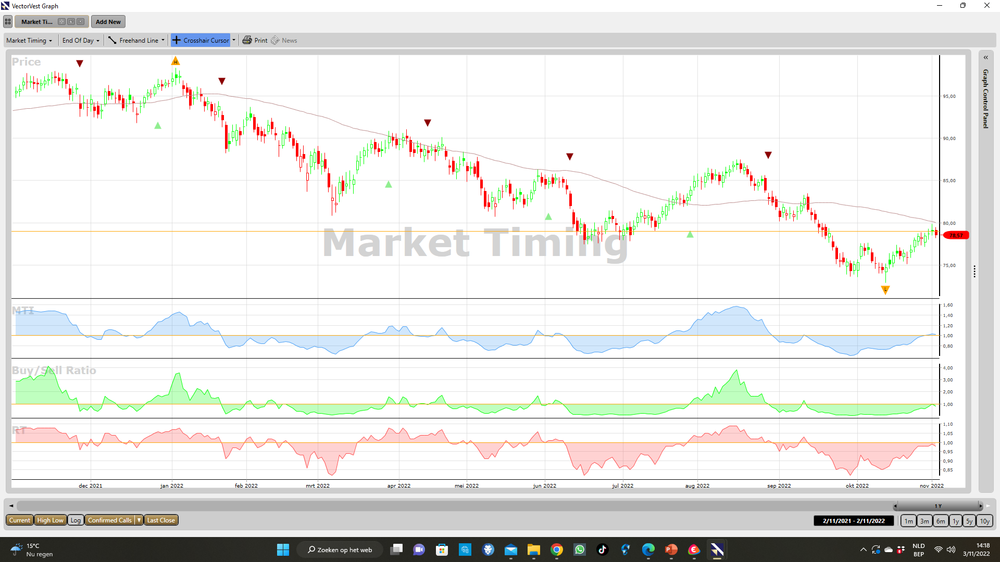 VectorVest Graph
Market Ti...
Add New
Market Timing
End Of Day
Freehand Line
Crosshair Cursor
Print
News
Price
H
95,00
90,00
85,00
80,00
78,57
75,00
Market Timing
L
Graph Control Panel
MTI
1,60
1,40
1,20
1,00
0,80
Buy/Sell Ratio
4,00
3,00
2,00
1,00
RT
1,10
1,05
1,00
0,95
0,90
0,85
dec 2021 jan 2022 feb 2022 mrt 2022 apr 2022 mei 2022 jun 2022 jul 2022 aug 2022 sep 2022 okt 2022 nov 2022
1 Y
Current High Low Log Confirmed Calls Last Close
2/11/2021 - 2/11/2022 1m 3m 6m 1y 5y 10y
15°C
Nu regen
Zoeken op het web
NLD
BEP
14:18
3/11/2022